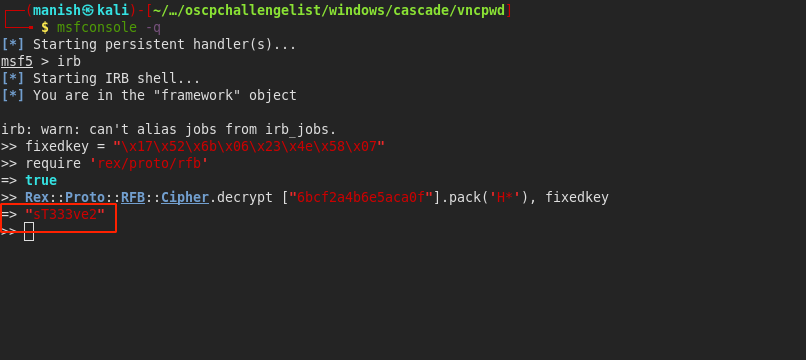 (manish㉿kali)-[~/…/oscpchallengelist/windows/cascade/vncpwd]
$ msfconsole -q
[*] Starting persistent handler(s)...
msf5 > irb
[*] Starting IRB shell...
[*] You are in the "framework" object
irb: warn: can't alias jobs from irb_jobs.
>> fixedkey = "\x17\x52\x6b\x06\x23\x4e\x58\x07"
>> require 'rex/proto/rfb'
=> true
>> Rex::Proto::RFB::Cipher.decrypt ["6bcf2a4b6e5aca0f"].pack('H*'), fixedkey
=> "sT333ve2"
>>